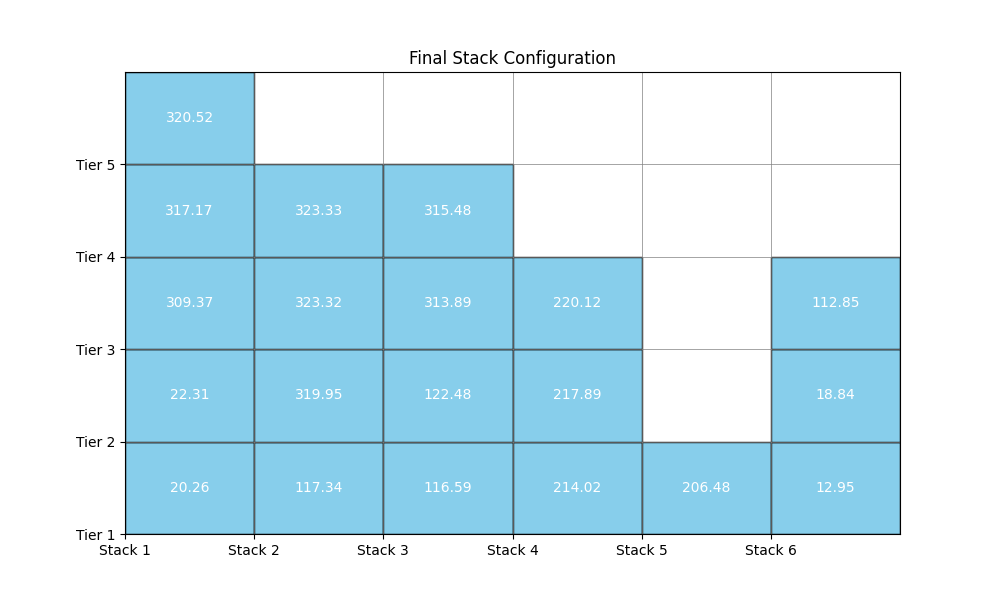 Final Stack Configuration
320.52
Tier 5
317.17 323.33 315.48
Tier 4
309.37 323.32 313.89 220.12 112.85
Tier 3
22.31 319.95 122.48 217.89 18.84
Tier 2
20.26 117.34 116.59 214.02 206.48 12.95
Tier 1
Stack 1 Stack 2 Stack 3 Stack 4 Stack 5 Stack 6